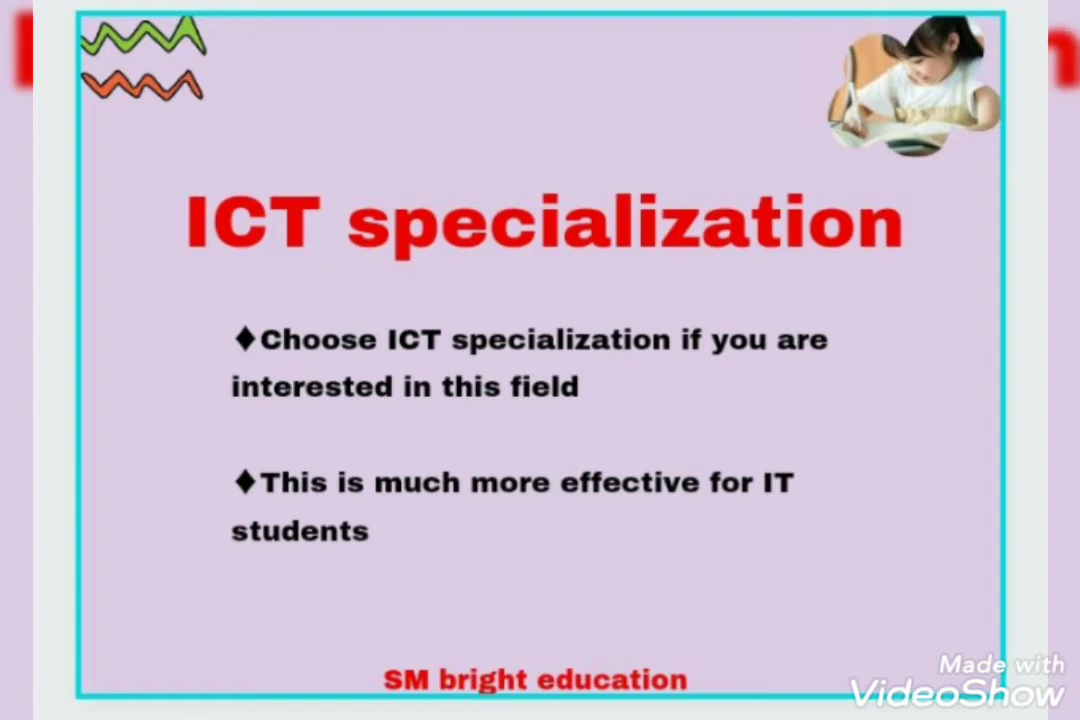 ICT specialization
♦Choose ICT specialization if you are
interested in this field
♦This is much more effective for IT
students
SM bright education
Made with
VideoShow